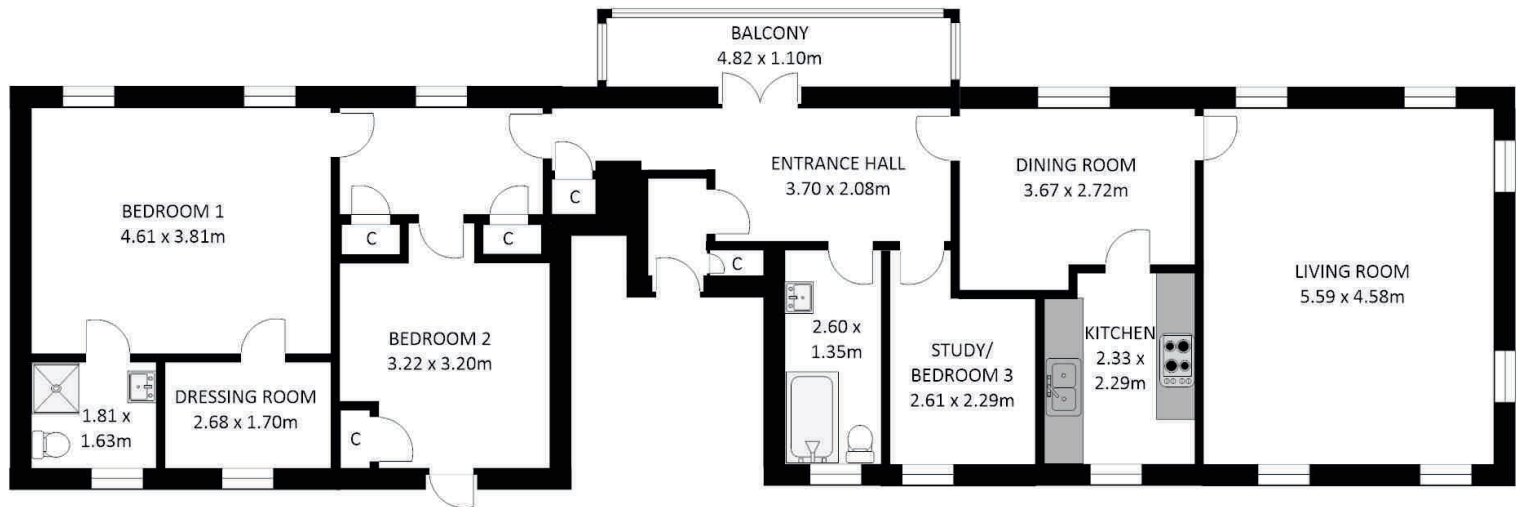 BALCONY
4.82 x 1.10m
BEDROOM 1
4.61 x 3.81m
C
C
C
ENTRANCE HALL
3.70 x 2.08m
C
DINING ROOM
3.67 x 2.72m
LIVING ROOM
5.59 x 4.58m
BEDROOM 2
3.22 x 3.20m
C
DRESSING ROOM
2.68 x 1.70m
1.81 x
1.63m
2.60 x
1.35m
STUDY/
BEDROOM 3
2.61 x 2.29m
KITCHEN
2.33 x
2.29m